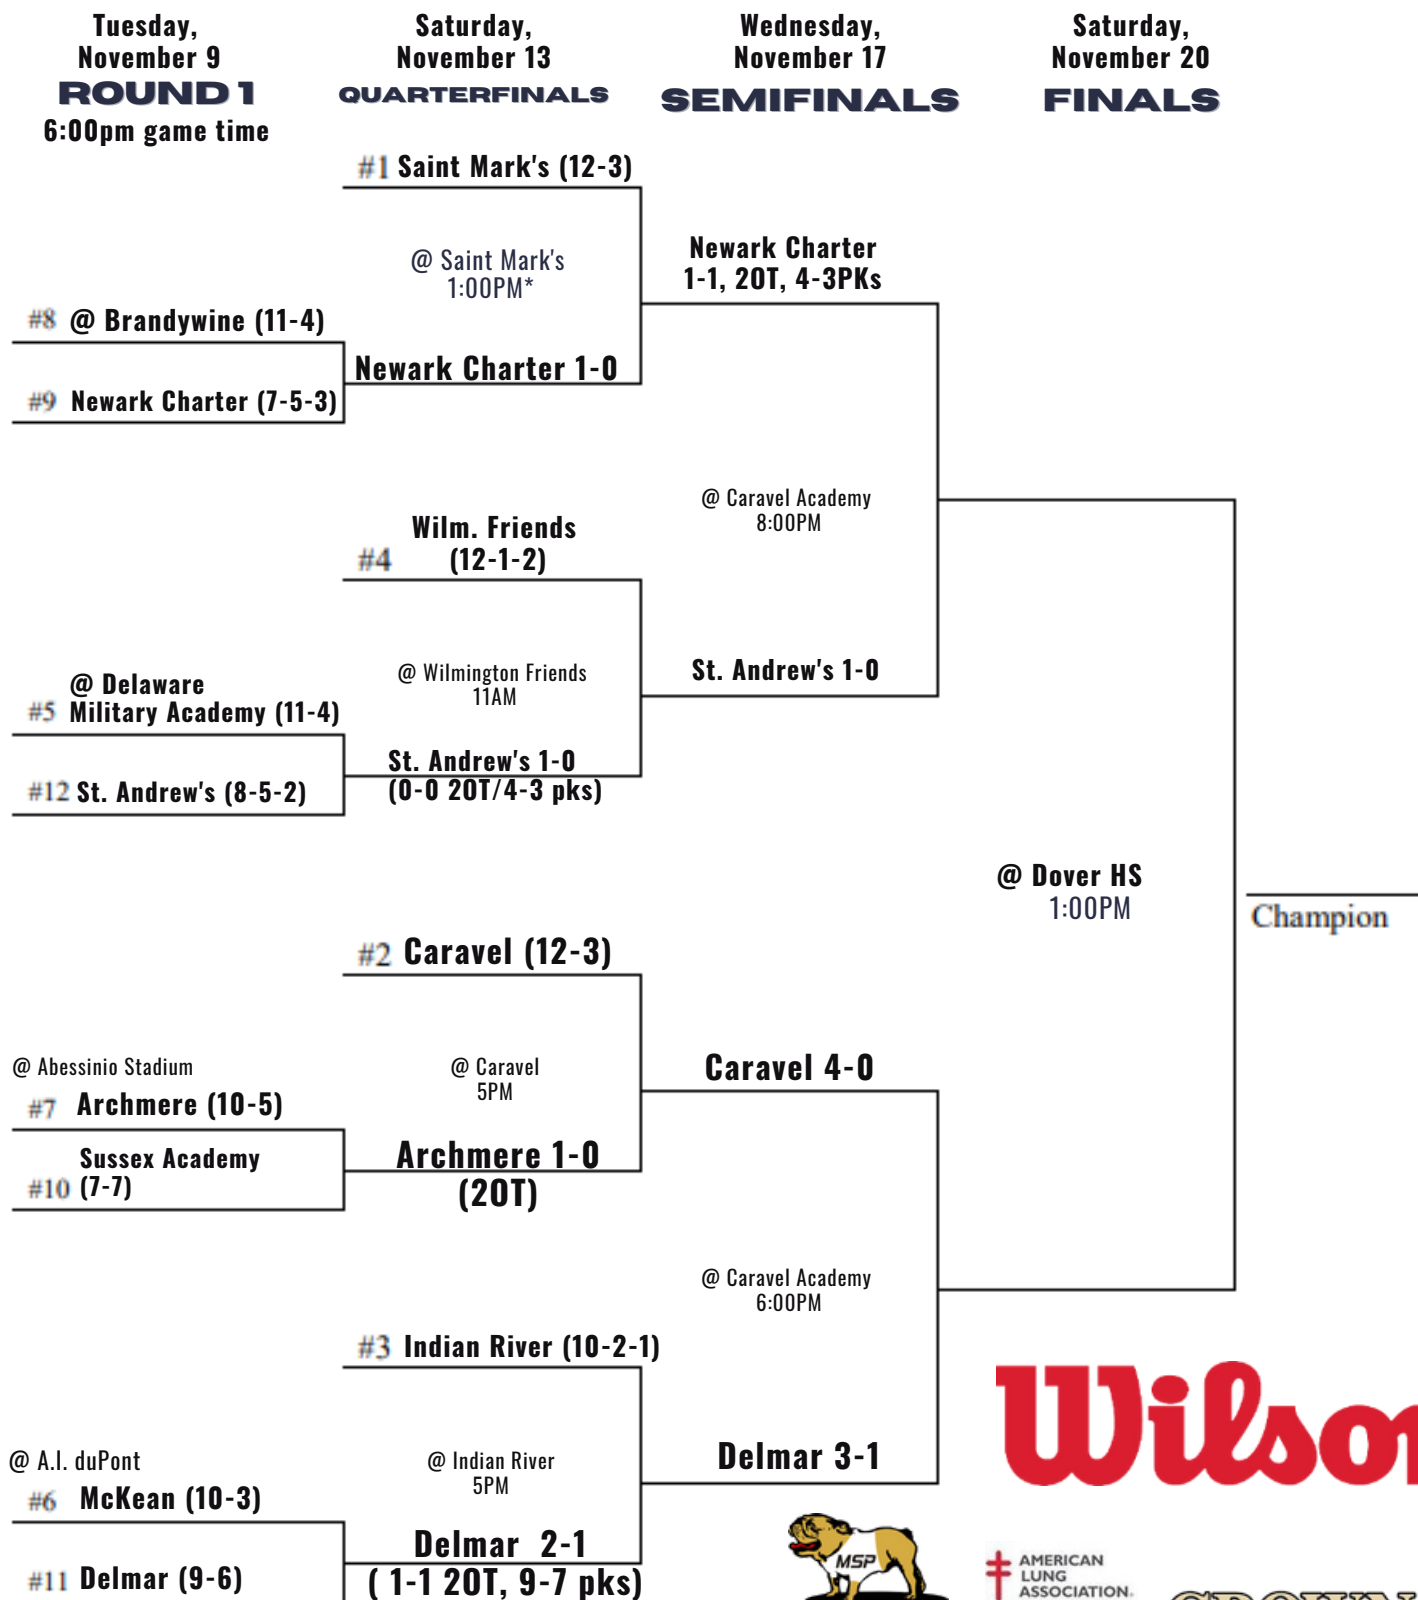 Tuesday,
November 9
ROUND 1
6:00pm game time
Saturday,
November 13
QUARTERFINALS
Wednesday,
November 17
SEMIFINALS
Saturday,
November 20
FINALS
#1 Saint Mark's (12-3)
@ Saint Mark's
1:00PM*
Newark Charter
1-1, 2OT, 4-3PKs
#8 @ Brandywine (11-4)
Newark Charter 1-0
#9 Newark Charter (7-5-3)
@ Caravel Academy
8:00PM
Wilm. Friends
#4 (12-1-2)
@ Wilmington Friends
11AM
St. Andrew's 1-0
@ Delaware
#5 Military Academy (11-4)
St. Andrew's 1-0
(0-0 2OT/4-3 pks)
#12 St. Andrew's (8-5-2)
@ Dover HS
1:00PM
Champion
#2 Caravel (12-3)
@ Abessinio Stadium
@ Caravel
5PM
Caravel 4-0
#7 Archmere (10-5)
Sussex Academy
#10 (7-7)
Archmere 1-0
(2OT)
@ Caravel Academy
6:00PM
#3 Indian River (10-2-1)
@ A.I. duPont
@ Indian River
5PM
Delmar 3-1
#6 McKean (10-3)
Delmar 2-1
( 1-1 2OT, 9-7 pks)
#11 Delmar (9-6)
Wilson
MSP
AMERICAN
LUNG
ASSOCIATION.